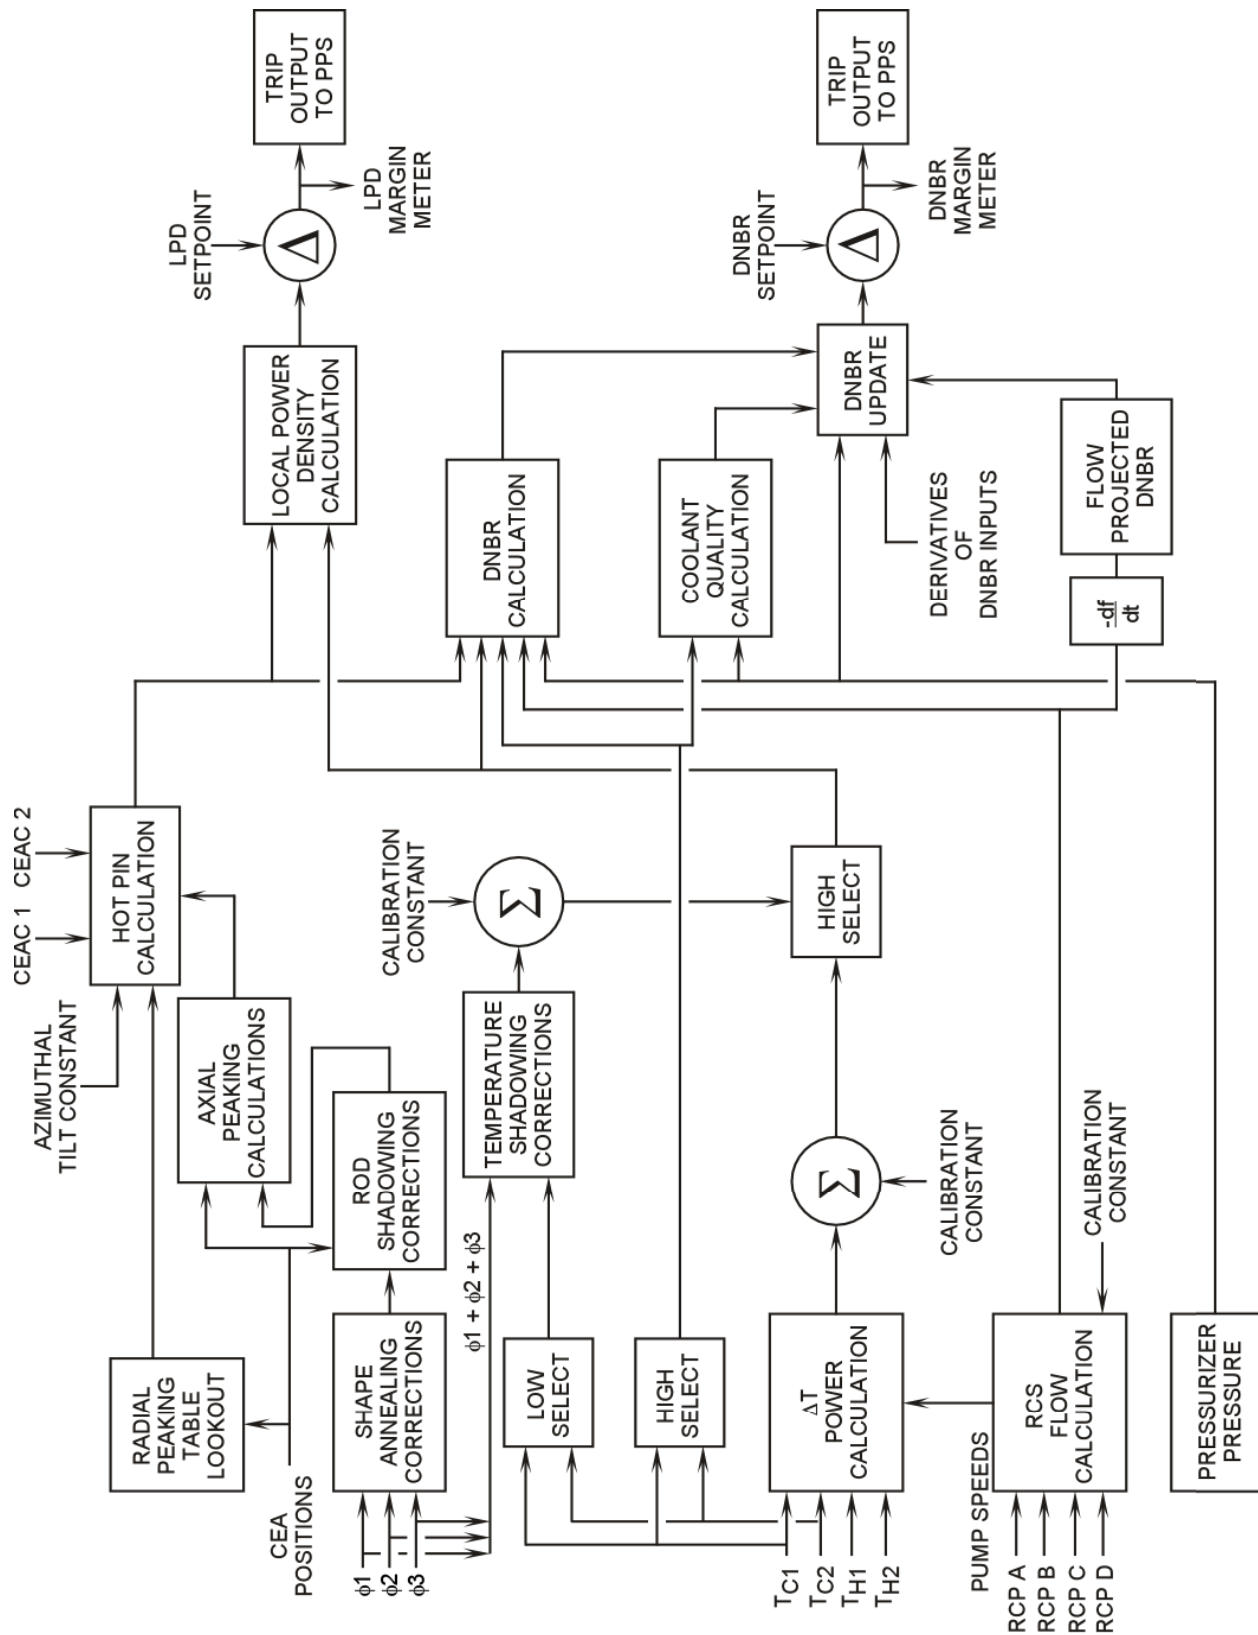 TRIP
OUTPUT
TO PPS
LPD
SETPOINT
Δ
LPD
MARGIN
METER
LOCAL POWER
DENSITY
CALCULATION
CEAC 1
CEAC 2
HOT PIN
CALCULATION
AZIMUTHAL
TILT CONSTANT
AXIAL
PEAKING
CALCULATIONS
RADIAL
PEAKING
TABLE
LOOKOUT
CEA
POSITIONS
ROD
SHADOWING
CORRECTIONS
SHAPE
ANNEALING
CORRECTIONS
ϕ1
ϕ2
ϕ3
ϕ1 + ϕ2 + ϕ3
TRIP
OUTPUT
TO PPS
DNBR
SETPOINT
Δ
DNBR
MARGIN
METER
DNBR
UPDATE
DNBR
CALCULATION
COOLANT
QUALITY
CALCULATION
DERIVATIVES
OF
DNBR INPUTS
FLOW
PROJECTED
DNBR
-df
dt
CALIBRATION
CONSTANT
Σ
TEMPERATURE
SHADOWING
CORRECTIONS
LOW
SELECT
HIGH
SELECT
HIGH
SELECT
Σ
CALIBRATION
CONSTANT
ΔT
POWER
CALCULATION
TC1
TC2
TH1
TH2
CALIBRATION
CONSTANT
RCS
FLOW
CALCULATION
PUMP SPEEDS
RCP A
RCP B
RCP C
RCP D
PRESSURIZER
PRESSURE